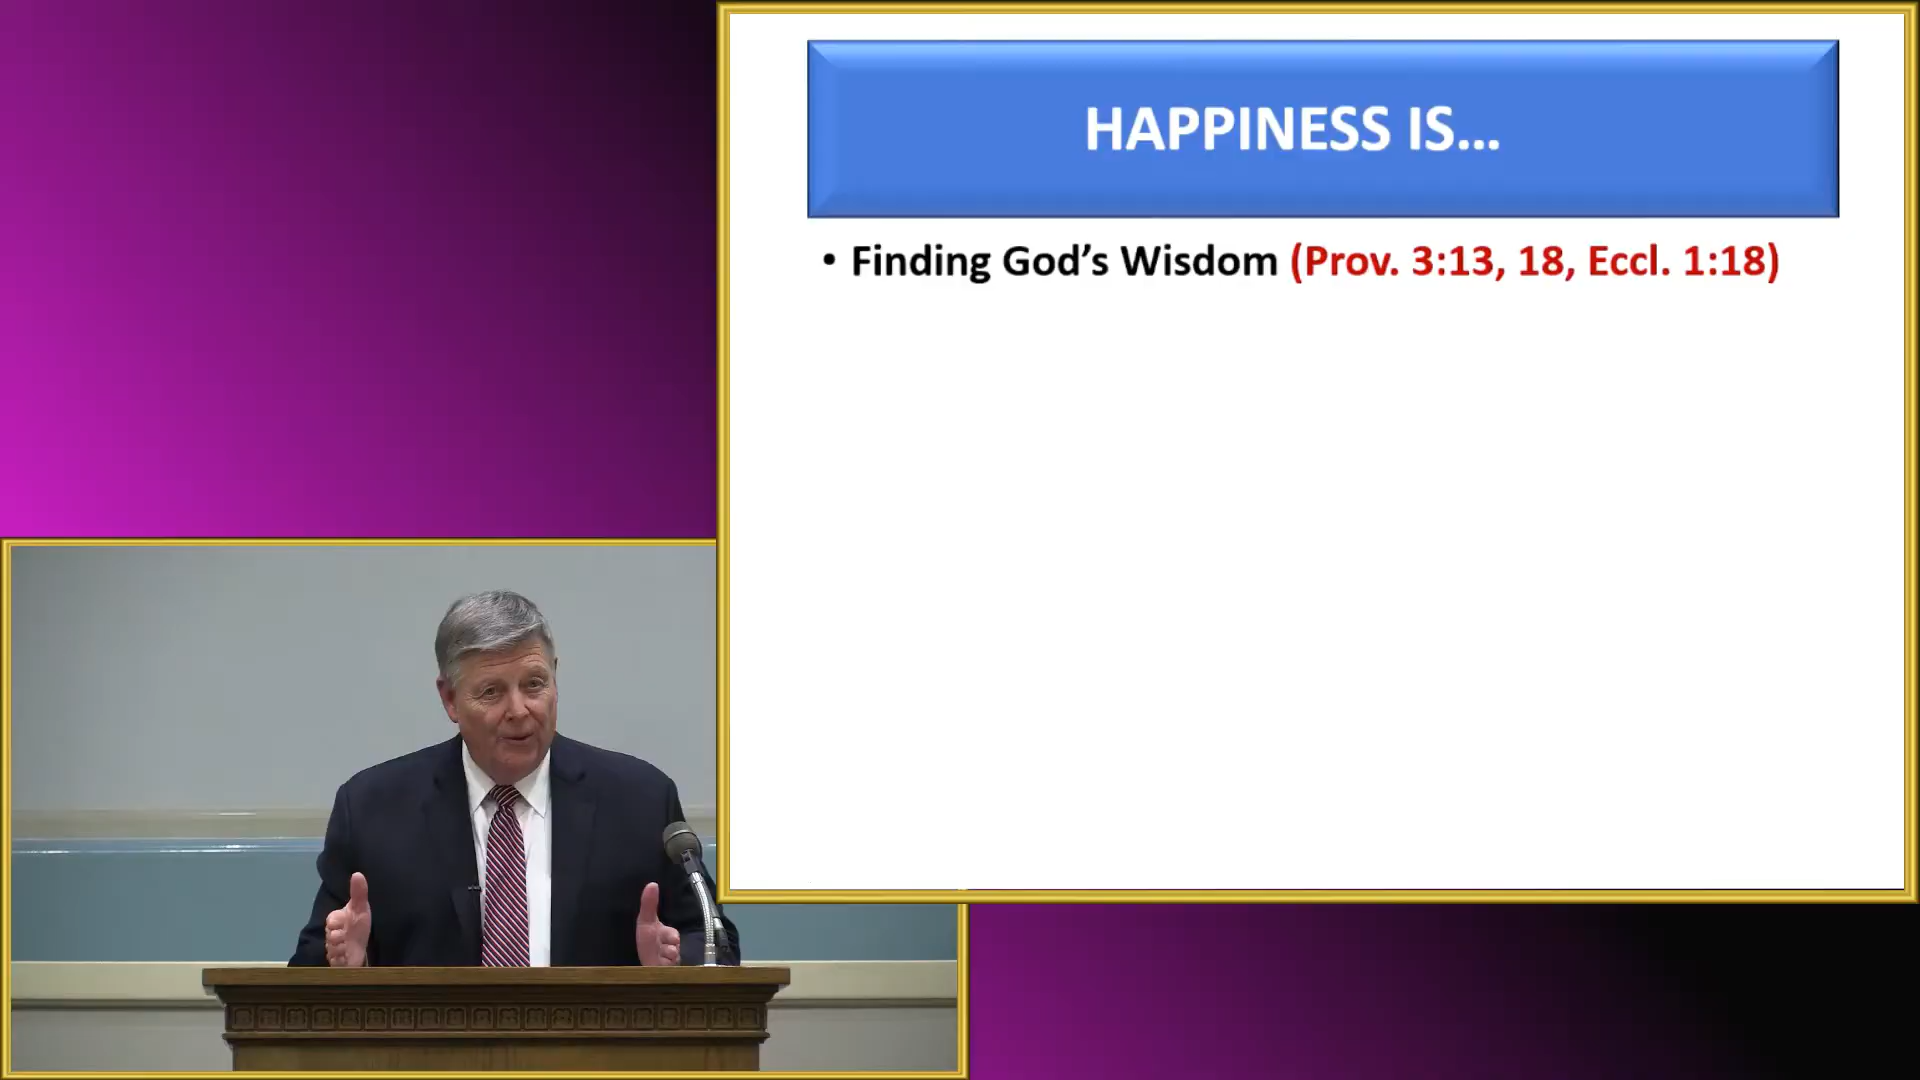 HAPPINESS IS...
• Finding God’s Wisdom (Prov. 3:13, 18, Eccl. 1:18)